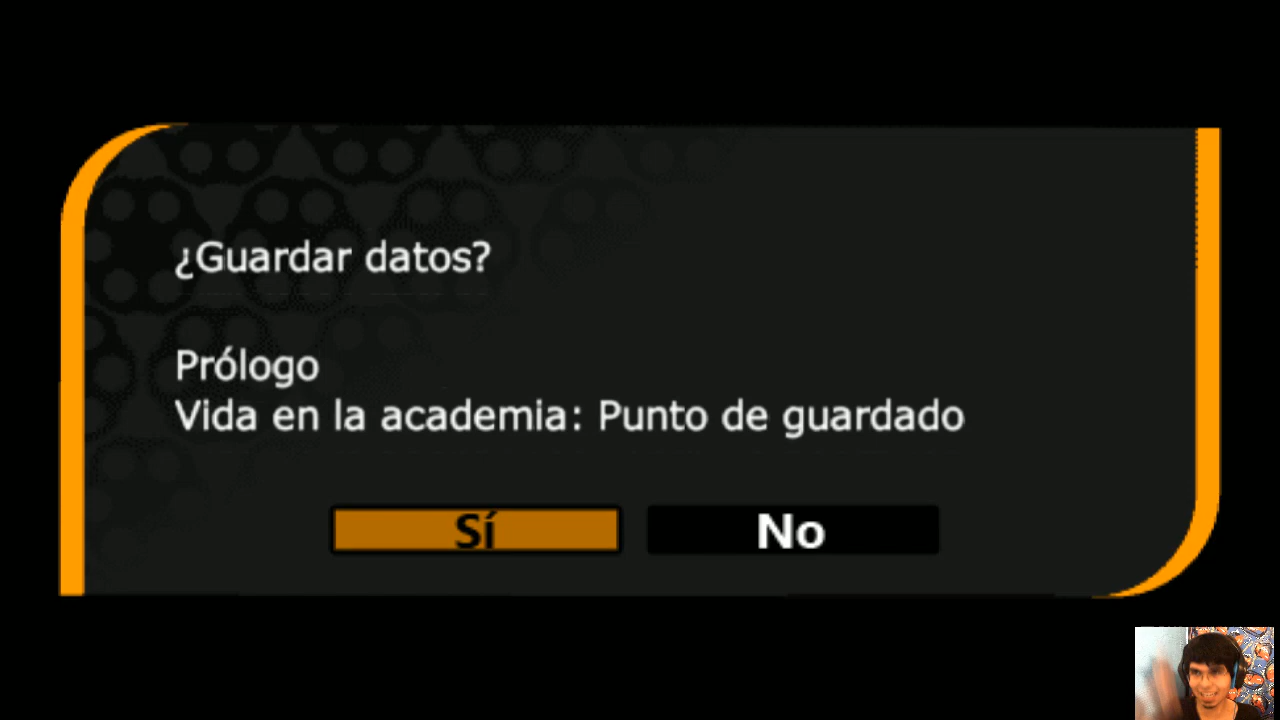 ¿Guardar datos?
Prólogo
Vida en la academia: Punto de guardado
Sí
No